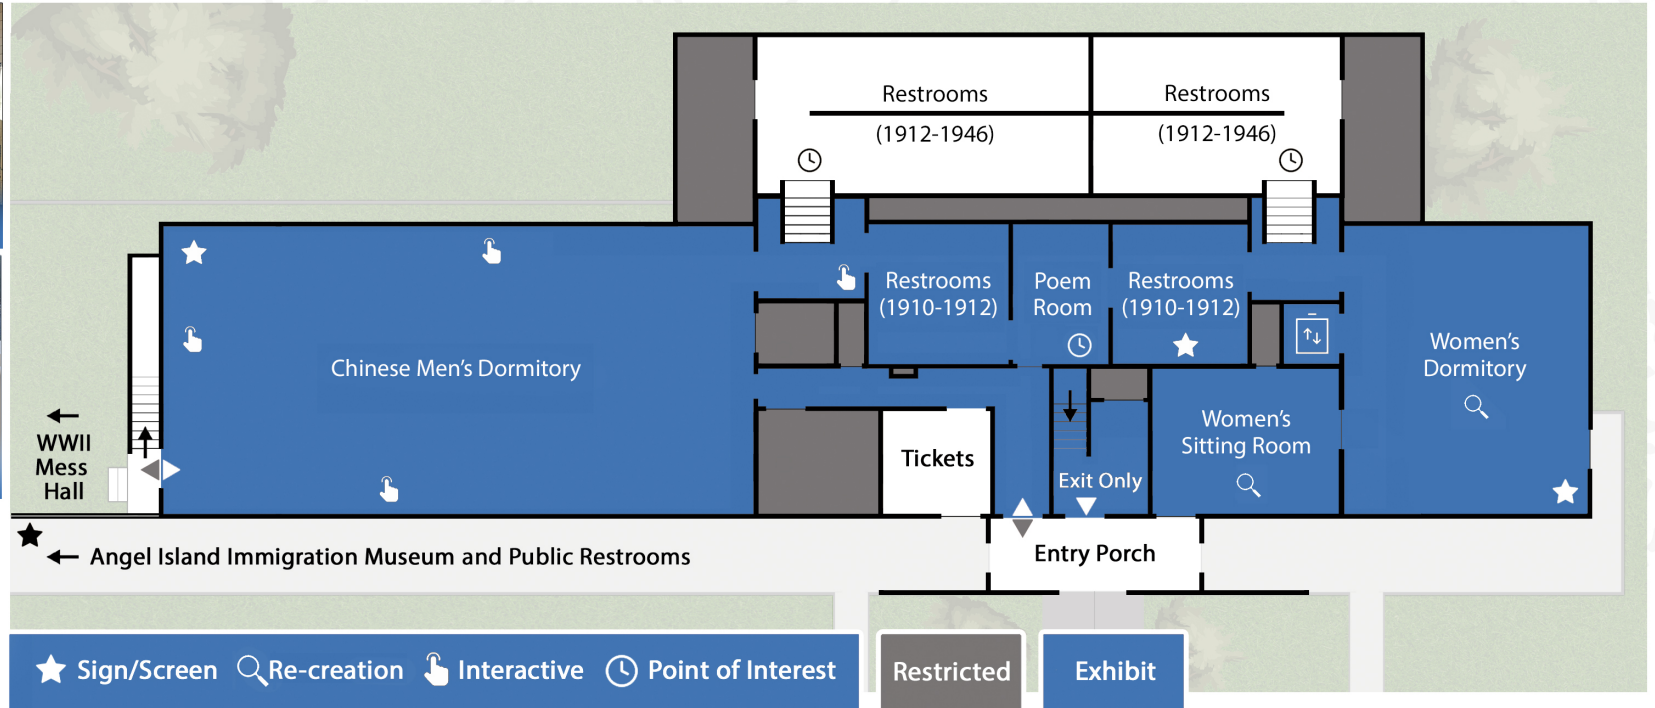 Restrooms
(1912-1946)
Restrooms
(1912-1946)
Restrooms
(1910-1912)
Poem
Room
Restrooms
(1910-1912)
Chinese Men's Dormitory
Women's
Dormitory
Women's
Sitting Room
WWII
Mess
Hall
Tickets
Exit Only
Entry Porch
Angel Island Immigration Museum and Public Restrooms
Sign/Screen
Re-creation
Interactive
Point of Interest
Restricted
Exhibit